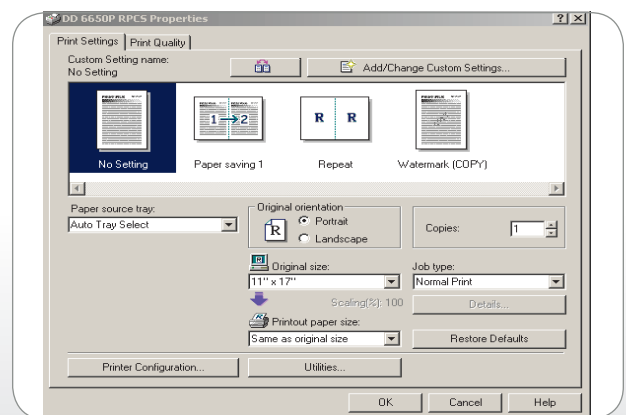 DD 6650P RPCS Properties
Print Settings
Print Quality
Custom Setting name:
No Setting
Add/Change Custom Settings...
1 2
R R
No Setting
Paper saving 1
Repeat
Watermark (COPY)
Paper source tray:
Auto Tray Select
Original orientation
R
Portrait
Landscape
Copies:
1
Original size:
11" x 17"
Scaling(%): 100
Printout paper size:
Same as original size
Job type:
Normal Print
Details...
Restore Defaults
Printer Configuration...
Utilities...
OK
Cancel
Help